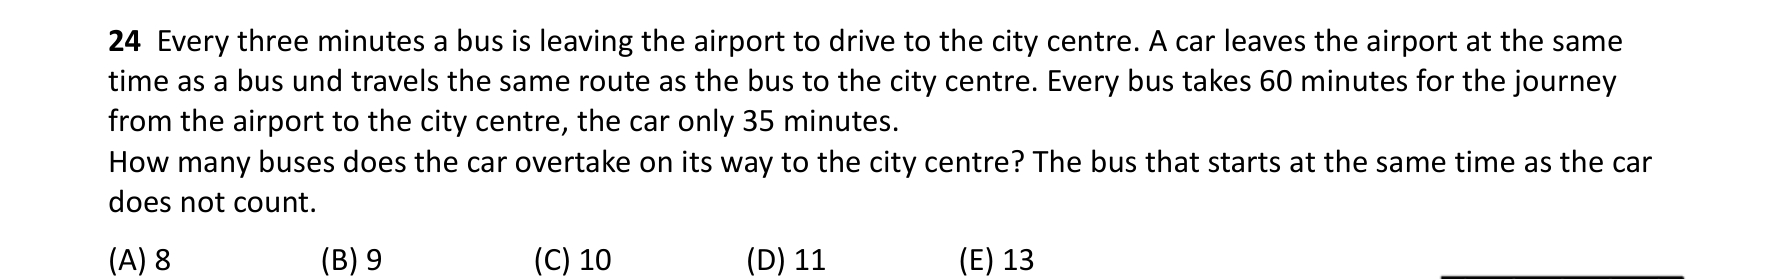 24 Every three minutes a bus is leaving the airport to drive to the city centre. A car leaves the airport at the same
time as a bus und travels the same route as the bus to the city centre. Every bus takes 60 minutes for the journey
from the airport to the city centre, the car only 35 minutes.
How many buses does the car overtake on its way to the city centre? The bus that starts at the same time as the car
does not count.
(A) 8 (B) 9 (C) 10 (D) 11 (E) 13